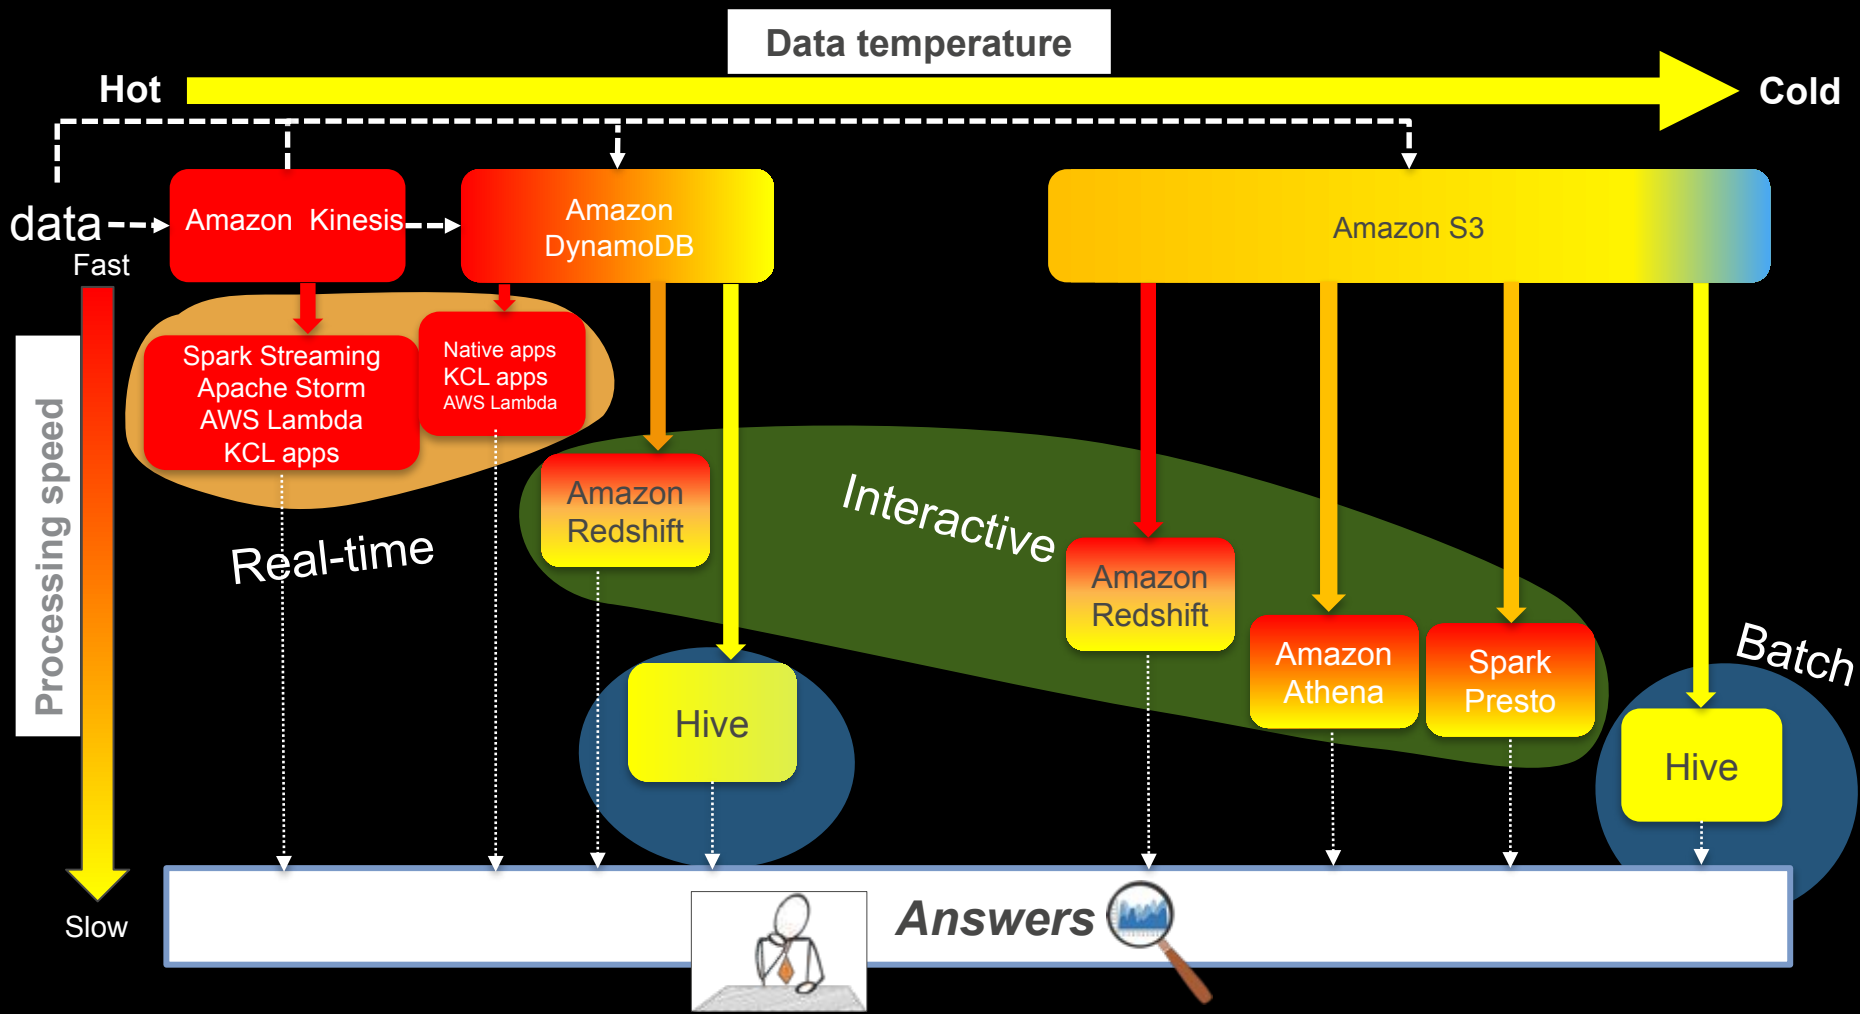 Data temperature
Hot
Cold
data
Fast
Amazon Kinesis
Amazon
DynamoDB
Amazon S3
Processing speed
Spark Streaming
Apache Storm
AWS Lambda
KCL apps
Native apps
KCL apps
AWS Lambda
Real-time
Amazon
Redshift
Interactive
Amazon
Redshift
Amazon
Athena
Spark
Presto
Batch
Hive
Hive
Slow
Answers